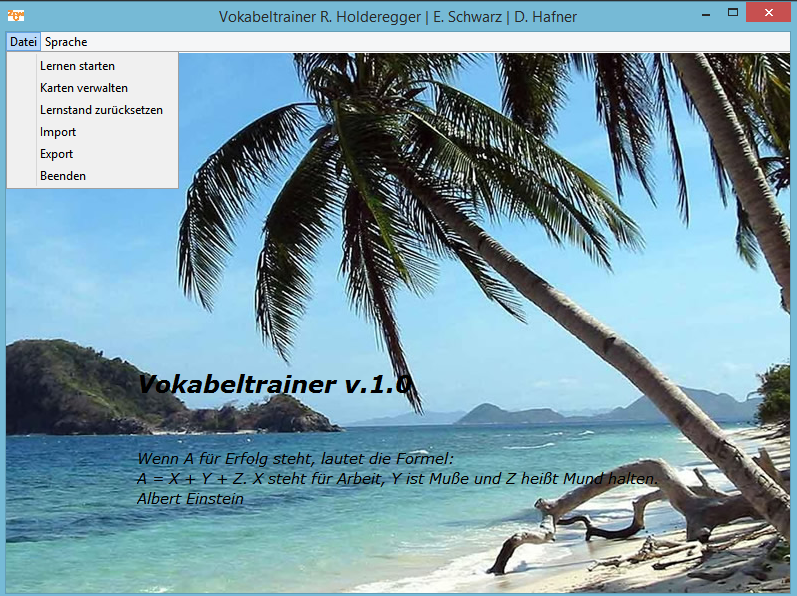 Vokabeltrainer R. Holderegger | E. Schwarz | D. Hafner
Datei Sprache
Lernen starten
Karten verwalten
Lernstand zurücksetzen
Import
Export
Beenden
Vokabeltrainer v.1.0
Wenn A für Erfolg steht, lautet die Formel:
A = X + Y + Z. X steht für Arbeit, Y ist Muße und Z heißt Mund halten.
Albert Einstein